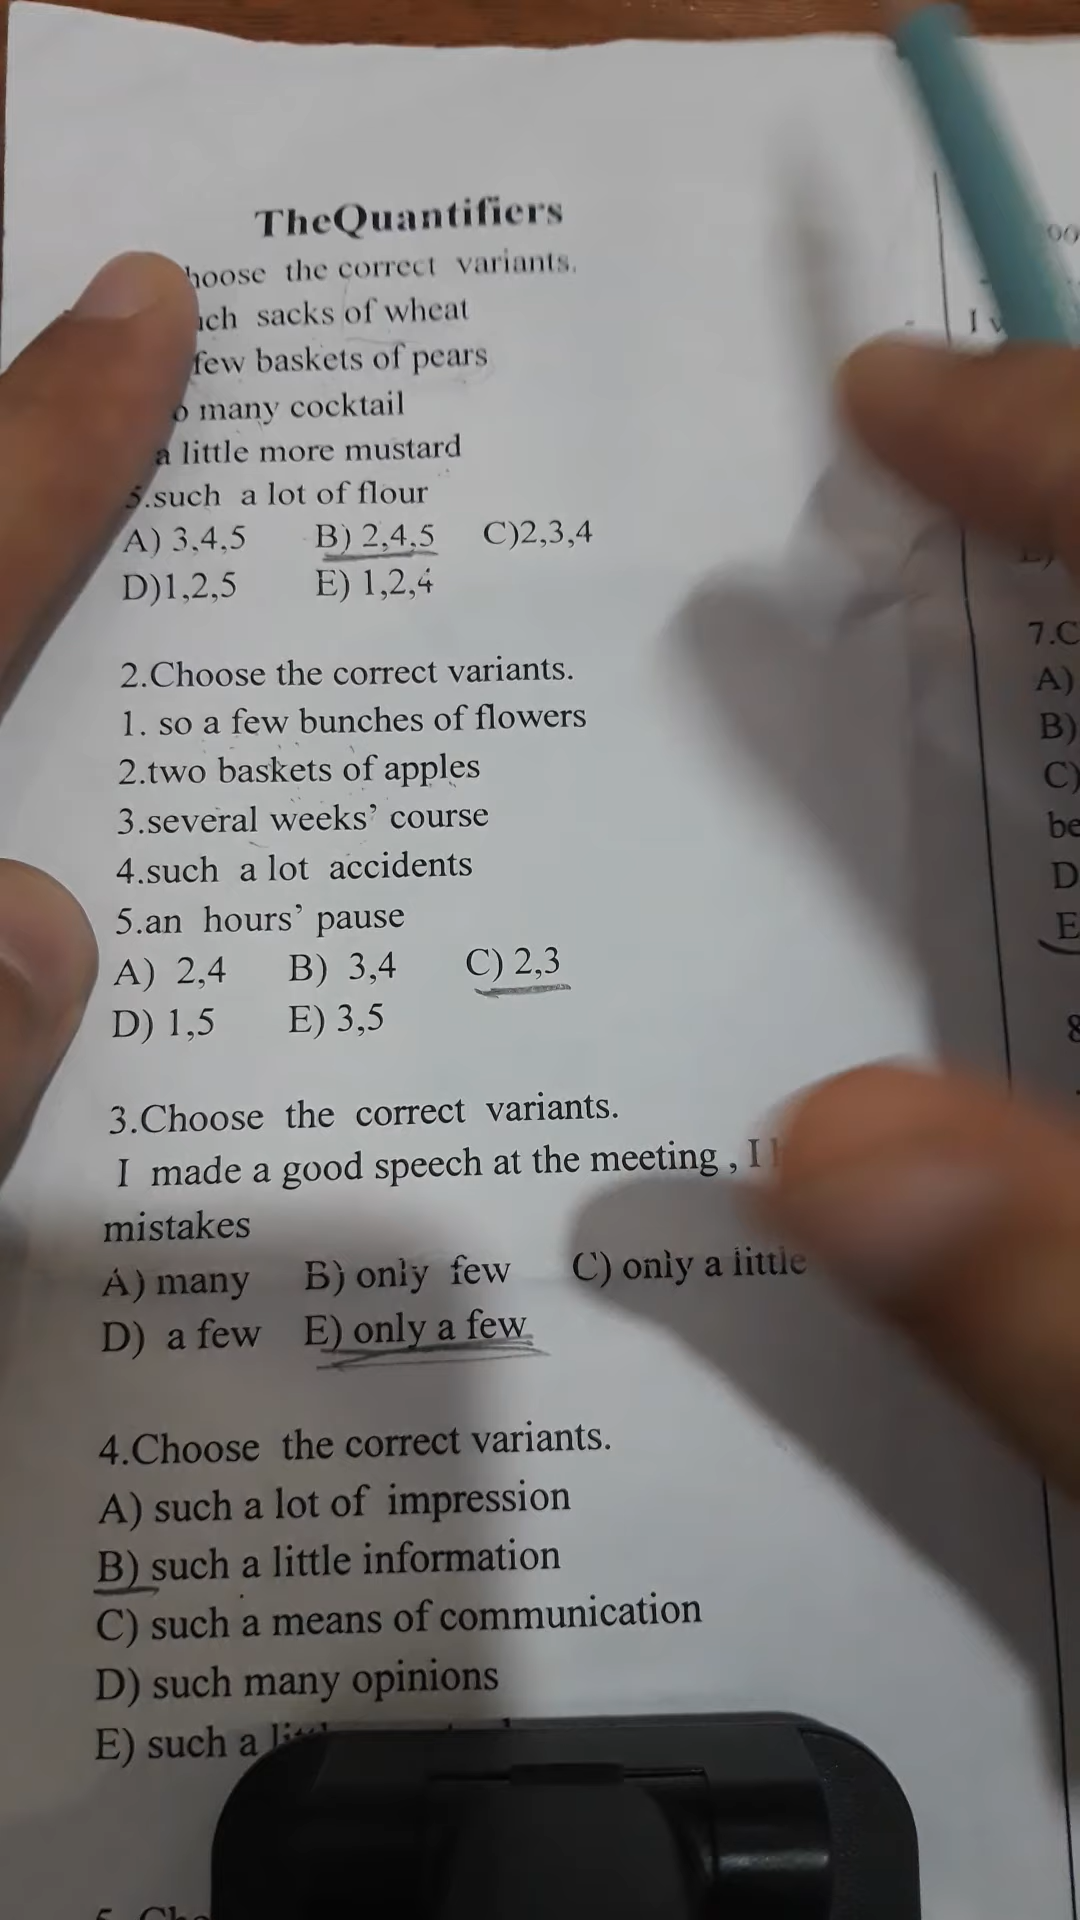 TheQuantifiers
the correct variants.
sacks of wheat
few baskets of pears
many cocktail
a little more mustard
5.such a lot of flour
A) 3,4,5 B) 2,4,5 C)2,3,4
D)1,2,5 E) 1,2,4
2.Choose the correct variants.
1. so a few bunches of flowers
2.two baskets of apples
3.several weeks’ course
4.such a lot accidents
5.an hours’ pause
A) 2,4 B) 3,4 C) 2,3
D) 1,5 E) 3,5
3.Choose the correct variants.
I made a good speech at the meeting , I
mistakes
A) many B) only few C) only a little
D) a few E) only a few
4.Choose the correct variants.
A) such a lot of impression
B) such a little information
C) such a means of communication
D) such many opinions
E) such a
I
7.C
A)
B)
C)
be
D
E
8